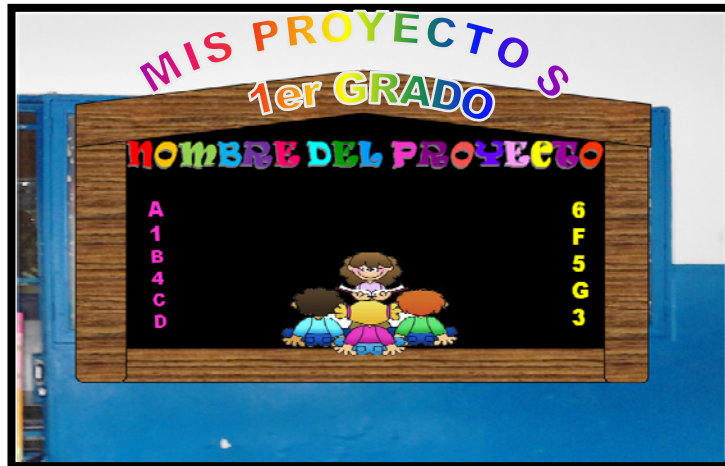 MIS PROYECTOS
1er GRADO
NOMBRE DEL PROYECTO
A
1
B
4
C
D
6
F
5
G
3